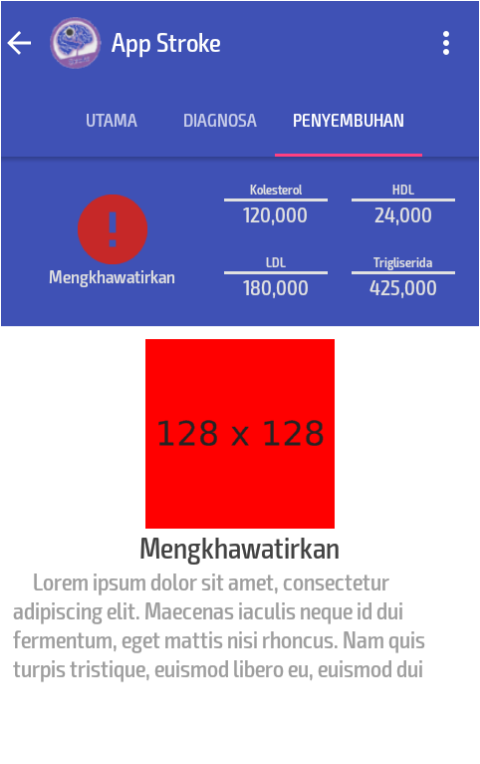 App Stroke
UTAMA DIAGNOSA PENYEMBUHAN
Kolesterol HDL
120,000 24,000
Mengkhawatirkan
LDL Trigliserida
180,000 425,000
128 x 128
Mengkhawatirkan
Lorem ipsum dolor sit amet, consectetur
adipiscing elit. Maecenas iaculis neque id dui
fermentum, eget mattis nisi rhoncus. Nam quis
turpis tristique, euismod libero eu, euismod dui